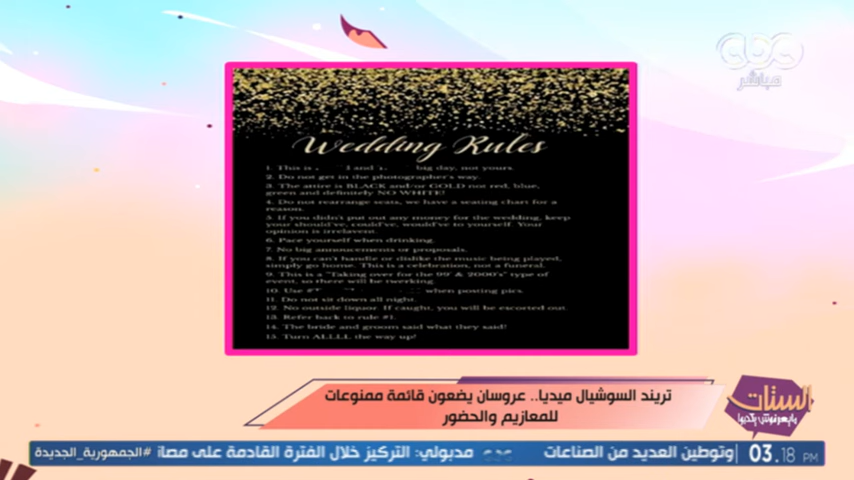 cbc
مباشر
Wedding Rules
1. This is and big day, not yours.
2. Do not get in the photographer's way.
3. The attire is BLACK and/or GOLD not red, blue,
green and definitely NO WHITE!
4. Do not rearrange seats, we have a seating chart for a
reason.
5. If you didn't put out any money for the wedding, keep
your should've, could've, would've to yourself. Your
opinion is irrelavent.
6. Pace yourself when drinking.
7. No big annoucements or proposals.
8. If you can't handle or dislike the music being played,
simply go home. This is a celebration, not a funeral.
9. This is a "Taking over for the 99' & 2000's" type of
event, so there will be twerking.
10. Use when posting pics.
11. Do not sit down all night.
12. No outside liquor. If caught, you will be escorted out.
13. Refer back to rule #1.
14. The bride and groom said what they said!
15. Turn ALLLL the way up!
تريند السوشيال ميديا.. عروسان يضعون قائمة ممنوعات
للمعازيم والحضور
الستات
مايعرفوش يكدبوا
03.18 PM وتوطين العديد من الصناعات cbc مدبولي: التركيز خلال الفترة القادمة على #الجمهورية_الجديدة